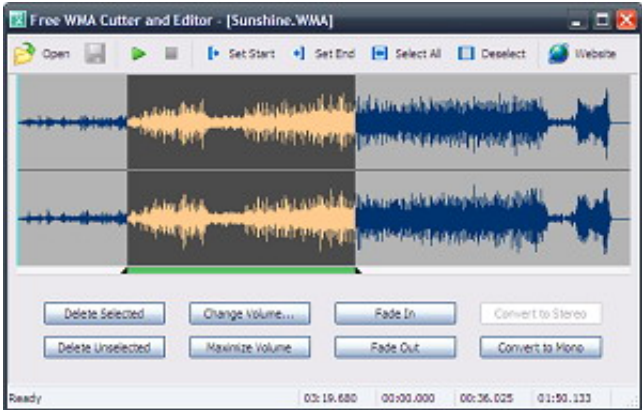 Free WMA Cutter and Editor - [Sunshine.WMA]
Open Set Start Set End Select All Deselect Website
Delete Selected Change Volume... Fade In Convert to Stereo
Delete Unselected Maximize Volume Fade Out Convert to Mono
Ready 03:19.680 00:00.000 00:36.025 01:50.133